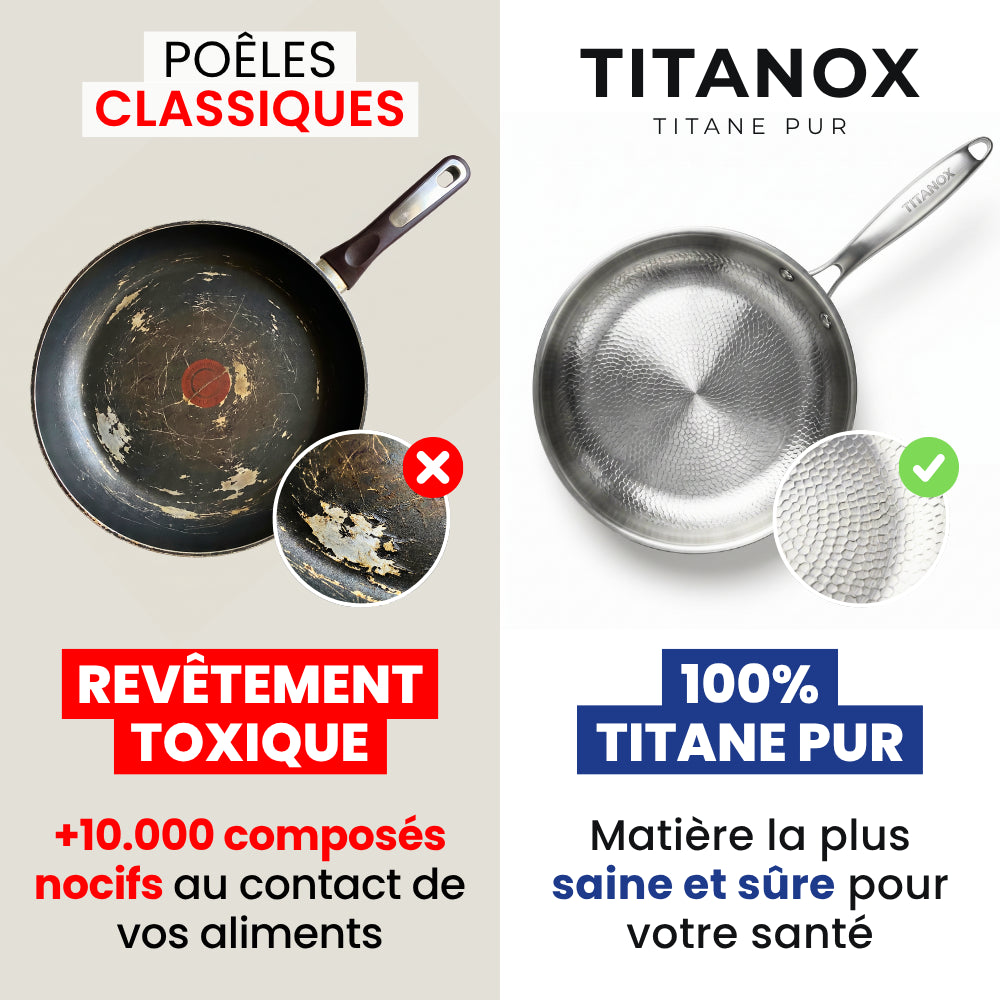 POÊLES
CLASSIQUES
TITANOX
TITANE PUR
TITANOX
REVÊTEMENT
TOXIQUE
100%
TITANE PUR
+10.000 composés
nocifs au contact de
vos aliments
Matière la plus
saine et sûre pour
votre santé